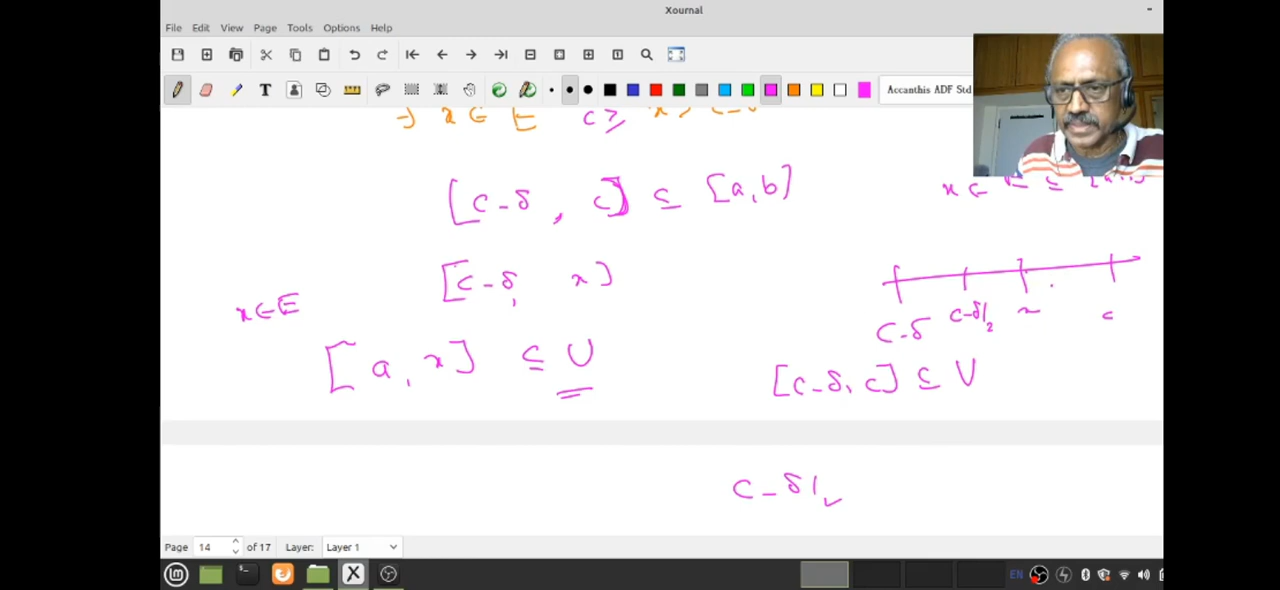 Xournal
File Edit View Page Tools Options Help
T Accanthis ADF Std
→ x ∈ E c ≥ x >
[c-δ, c] ⊆ [a, b]
[c-δ, x]
x ∈ E
c-δ c-δ/2 x c
[a, x] ⊆ U
[c-δ, c] ⊆ V
c-δ/2
Page 14 of 17 Layer: Layer 1
EN